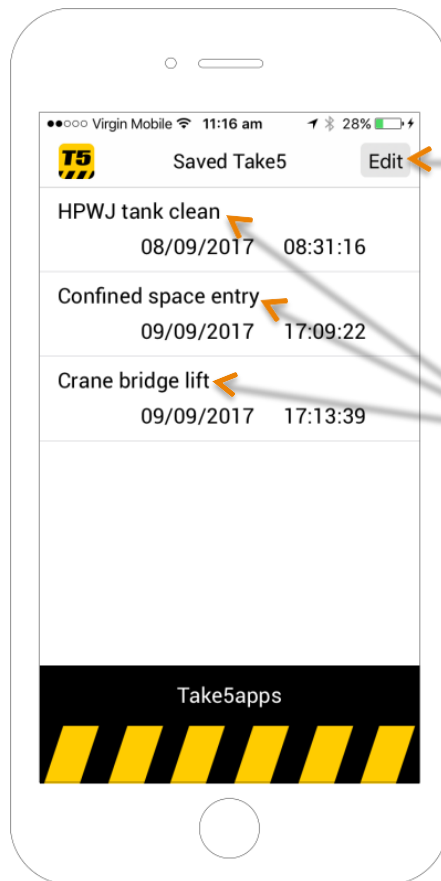 Virgin Mobile 11:16 am 28%
T5 Saved Take5 Edit
HPWJ tank clean
08/09/2017 08:31:16
Confined space entry
09/09/2017 17:09:22
Crane bridge lift
09/09/2017 17:13:39
Take5apps